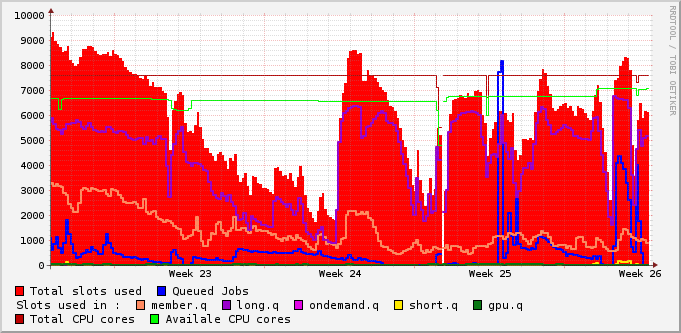 10000
9000
8000
7000
6000
5000
4000
3000
2000
1000
0
Week 23 Week 24 Week 25 Week 26
RRDTOOL / TOBI OETIKER
Total slots used Queued Jobs
Slots used in : member.q long.q ondemand.q short.q gpu.q
Total CPU cores Availale CPU cores